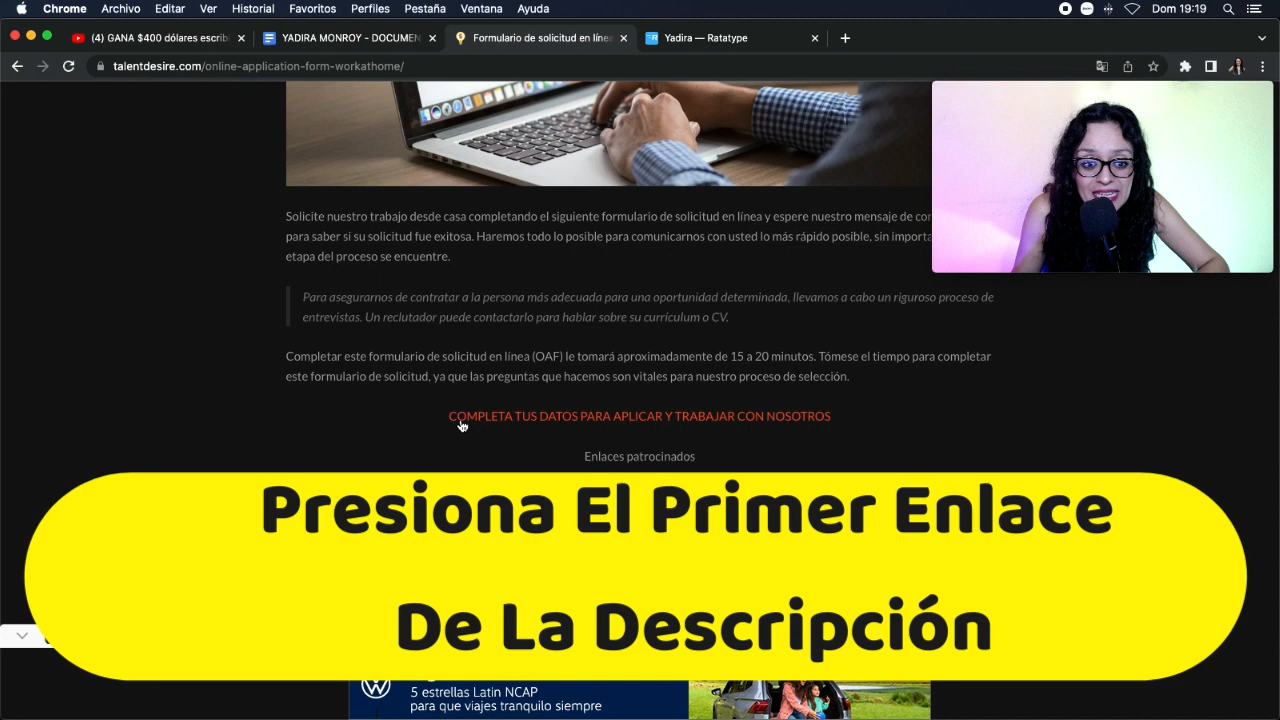 Chrome Archivo Editar Ver Historial Favoritos Perfiles Pestaña Ventana Ayuda Dom 19:19
(4) GANA $400 dólares escrib YADIRA MONROY - DOCUMEN Formulario de solicitud en líne Yadira — Ratatype
talentdesire.com/online-application-form-workathome/
Solicite nuestro trabajo desde casa completando el siguiente formulario de solicitud en línea y espere nuestro mensaje de
para saber si su solicitud fue exitosa. Haremos todo lo posible para comunicarnos con usted lo más rápido posible, sin
etapa del proceso se encuentre.
Para asegurarnos de contratar a la persona más adecuada para una oportunidad determinada, llevamos a cabo un riguroso proceso de
entrevistas. Un reclutador puede contactarlo para hablar sobre su currículum o CV.
Completar este formulario de solicitud en línea (OAF) le tomará aproximadamente de 15 a 20 minutos. Tómese el tiempo para completar
este formulario de solicitud, ya que las preguntas que hacemos son vitales para nuestro proceso de selección.
COMPLETA TUS DATOS PARA APLICAR Y TRABAJAR CON NOSOTROS
Enlaces patrocinados
Presiona El Primer Enlace
De La Descripción
5 estrellas Latin NCAP
para que viajes tranquilo siempre